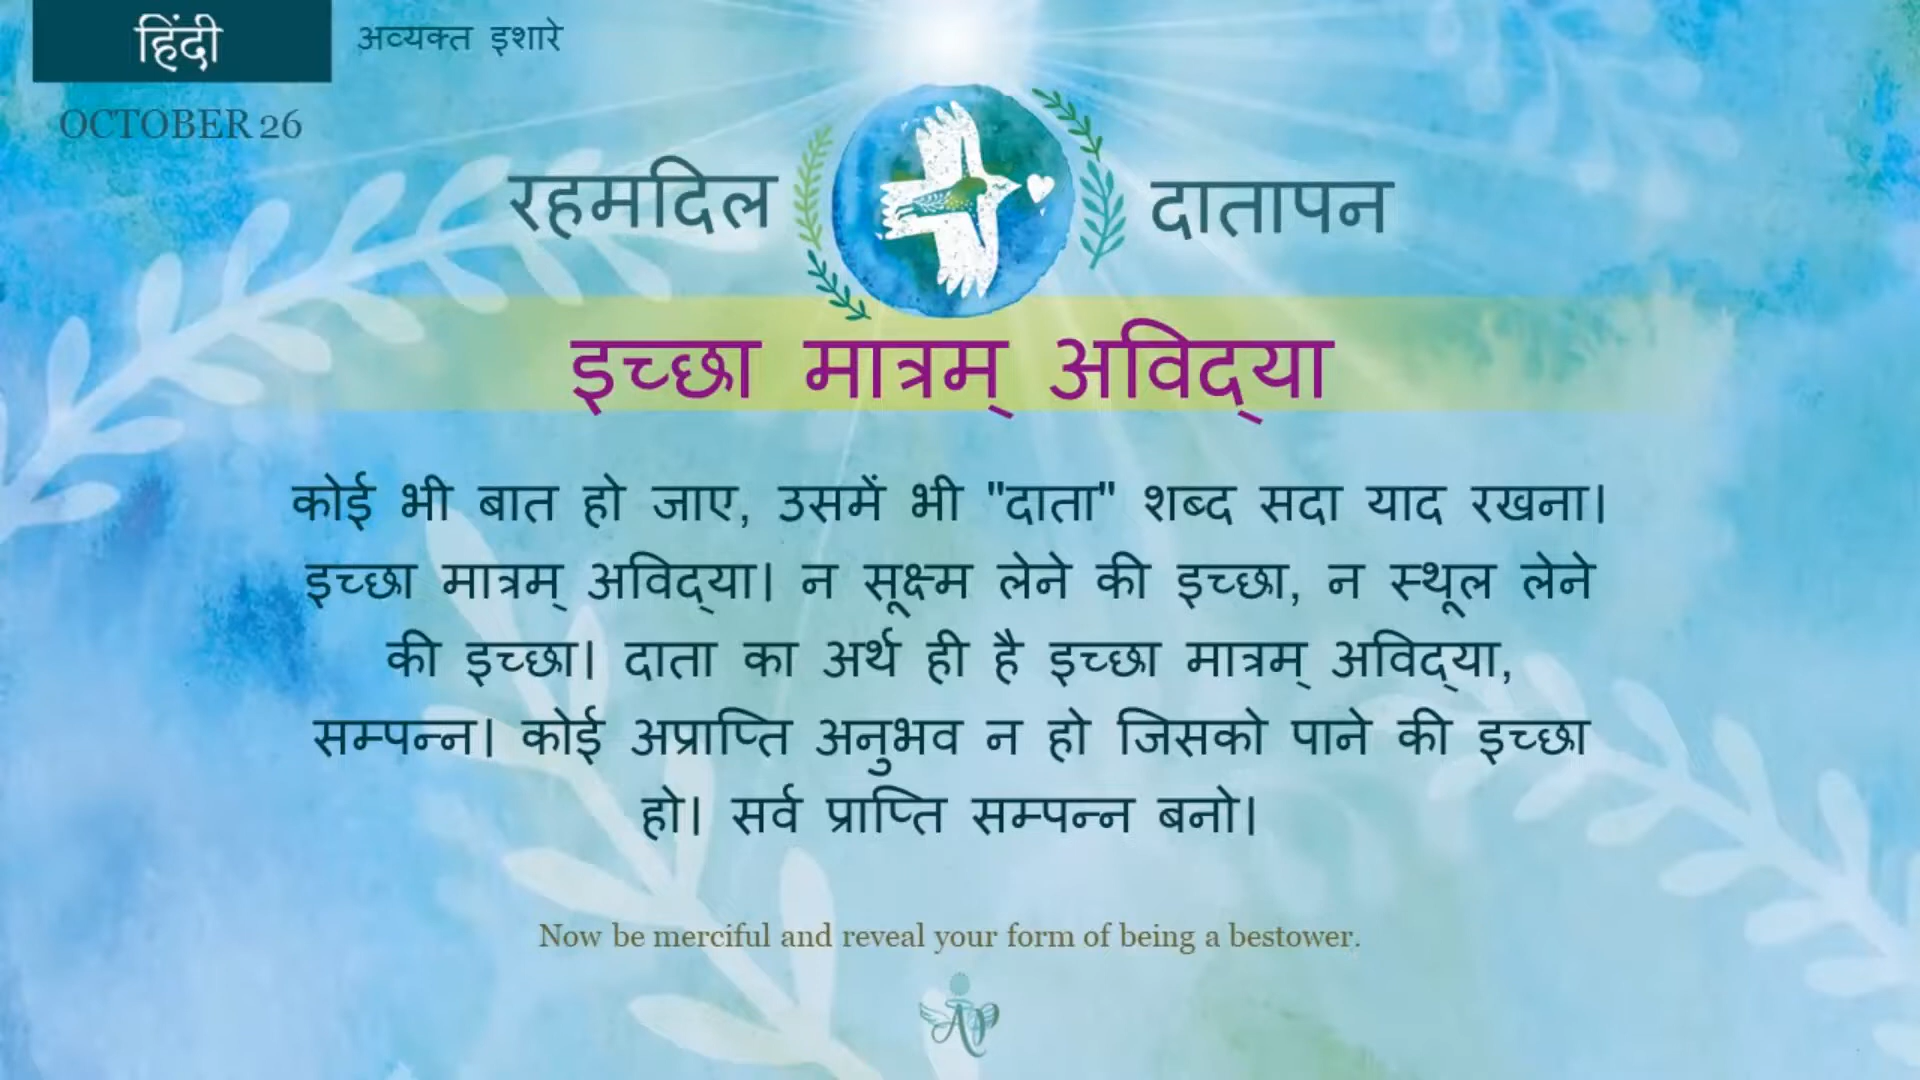 हिंदी
अव्यक्त इशारे
OCTOBER 26
रहमदिल
दातापन
इच्छा मात्रम् अविद्‌या
कोई भी बात हो जाए, उसमें भी "दाता" शब्द सदा याद रखना।
इच्छा मात्रम् अविद्‌या। न सूक्ष्म लेने की इच्छा, न स्थूल लेने
की इच्छा। दाता का अर्थ ही है इच्छा मात्रम् अविद्‌या,
सम्पन्न। कोई अप्राप्ति अनुभव न हो जिसको पाने की इच्छा
हो। सर्व प्राप्ति सम्पन्न बनो।
Now be merciful and reveal your form of being a bestower.